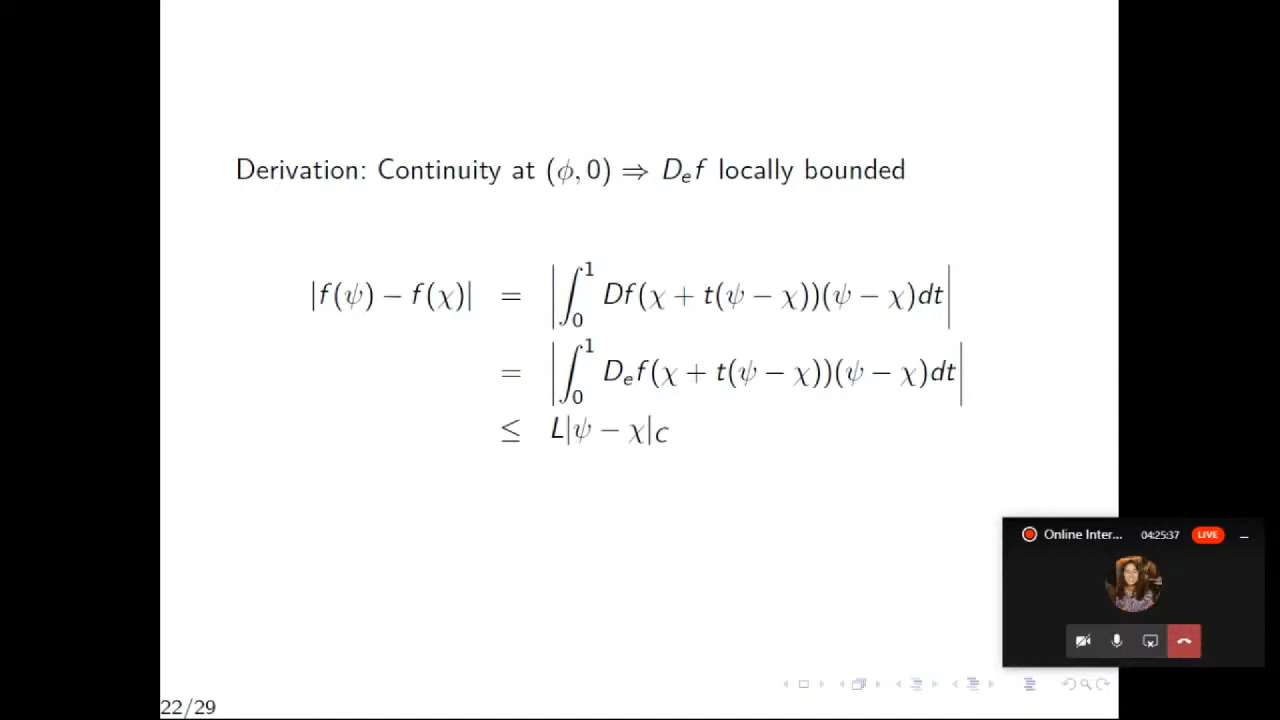 Derivation: Continuity at (ϕ, 0) ⇒ Dₑf locally bounded
|f(ψ) − f(χ)| = |∫₀¹ Df(χ + t(ψ − χ))(ψ − χ)dt|
= |∫₀¹ Dₑf(χ + t(ψ − χ))(ψ − χ)dt|
≤ L|ψ − χ|_C
Online Inter... 04:25:37 LIVE
22/29